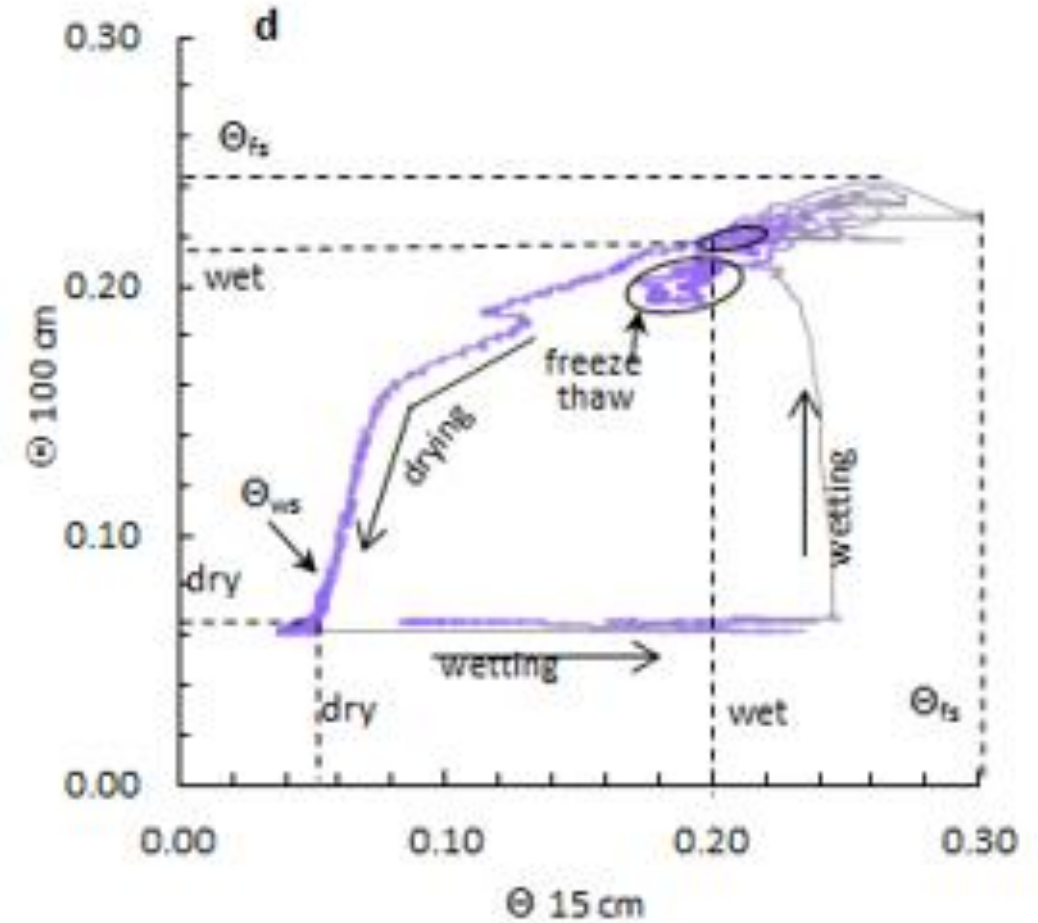 d
0.30
Θfs
wet
0.20
freeze
thaw
Θ 100 cm
drying
wetting
Θws
0.10
dry
wetting
dry
wet
Θfs
0.00
0.00
0.10
0.20
0.30
Θ 15 cm